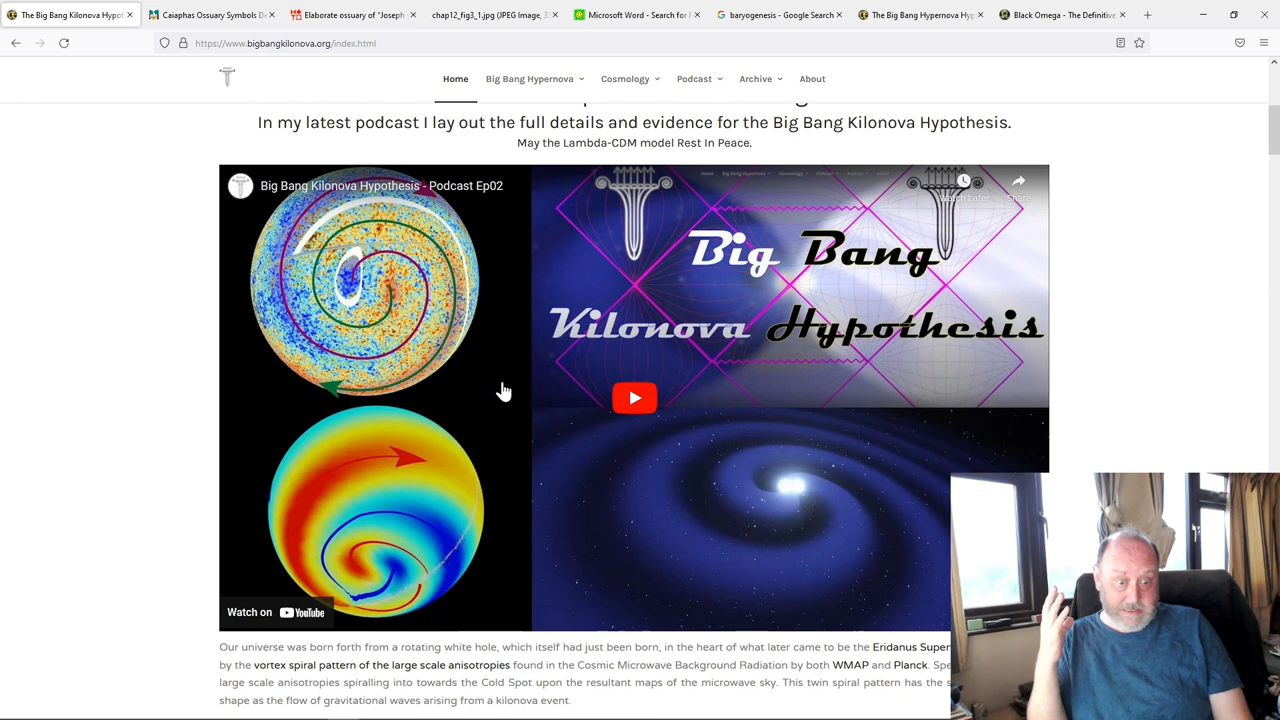 The Big Bang Kilonova Hypot
Caiaphas Ossuary Symbols De
Elaborate ossuary of "Joseph
chap12_fig3_1.jpg (JPEG Image, 3
Microsoft Word - Search for F
baryogenesis - Google Search
The Big Bang Hypernova Hyp
Black Omega - The Definitive
https://www.bigbangkilonova.org/index.html
Home
Big Bang Hypernova
Cosmology
Podcast
Archive
About
In my latest podcast I lay out the full details and evidence for the Big Bang Kilonova Hypothesis.
May the Lambda-CDM model Rest In Peace.
Big Bang Kilonova Hypothesis - Podcast Ep02
Watch Later
Share
Big Bang
Kilonova Hypothesis
Watch on YouTube
Our universe was born forth from a rotating white hole, which itself had just been born, in the heart of what later came to be the Eridanus Super
by the vortex spiral pattern of the large scale anisotropies found in the Cosmic Microwave Background Radiation by both WMAP and Planck. Spe
large scale anisotropies spiralling into towards the Cold Spot upon the resultant maps of the microwave sky. This twin spiral pattern has the s
shape as the flow of gravitational waves arising from a kilonova event.